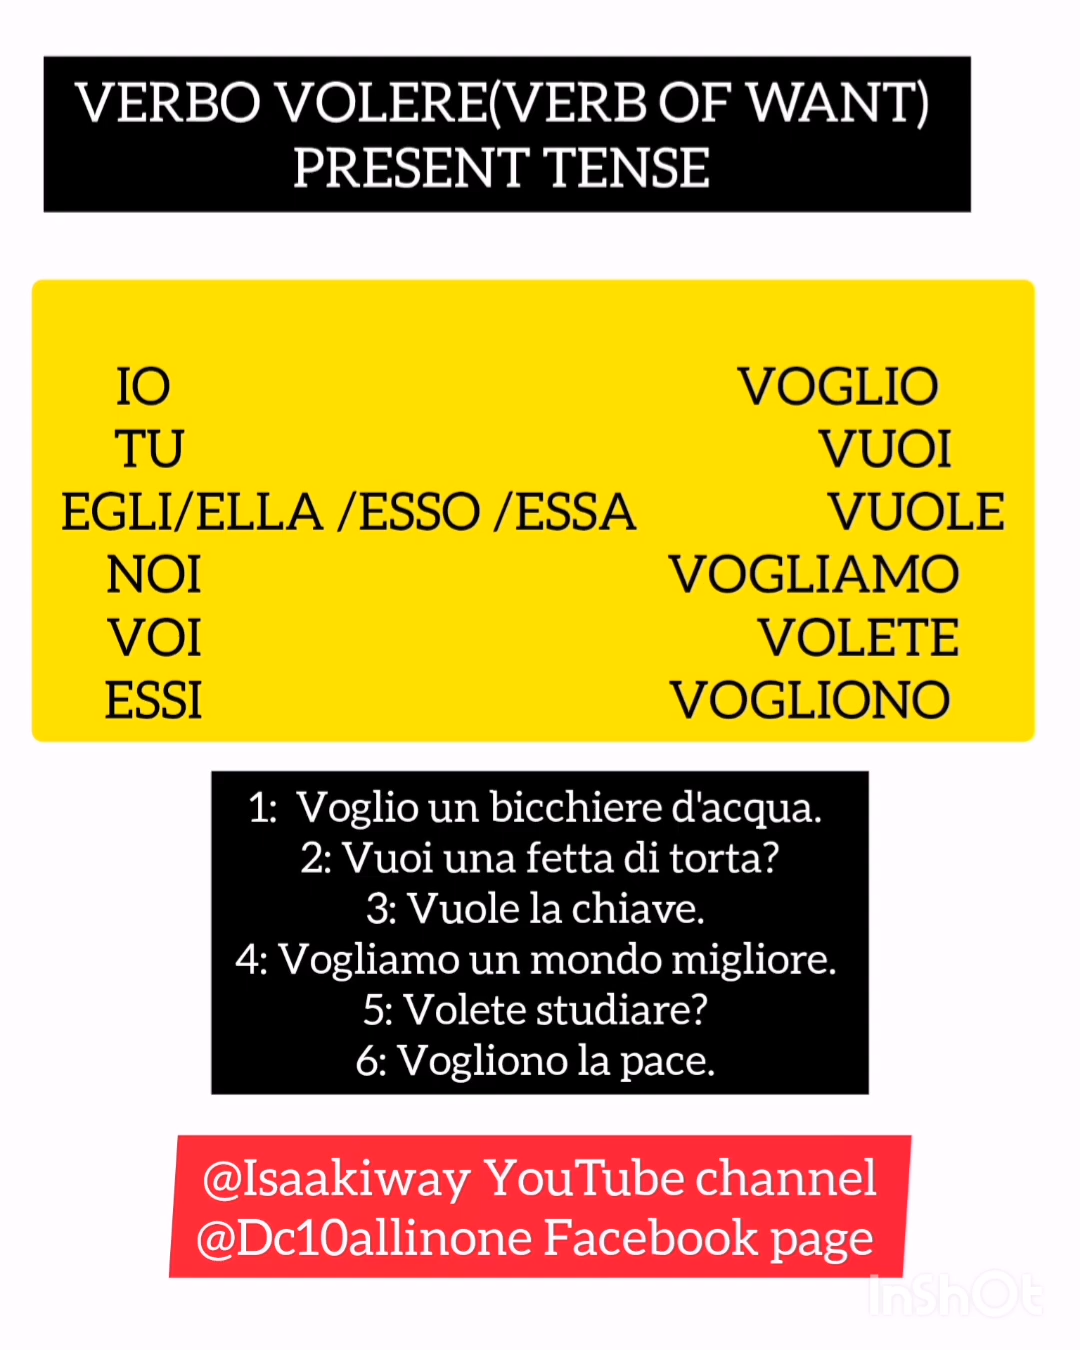 VERBO VOLERE(VERB OF WANT)
PRESENT TENSE
IO VOGLIO
TU VUOI
EGLI/ELLA /ESSO /ESSA VUOLE
NOI VOGLIAMO
VOI VOLETE
ESSI VOGLIONO
1: Voglio un bicchiere d'acqua.
2: Vuoi una fetta di torta?
3: Vuole la chiave.
4: Vogliamo un mondo migliore.
5: Volete studiare?
6: Vogliono la pace.
@Isaakiway YouTube channel
@Dc10allinone Facebook page
InShOt